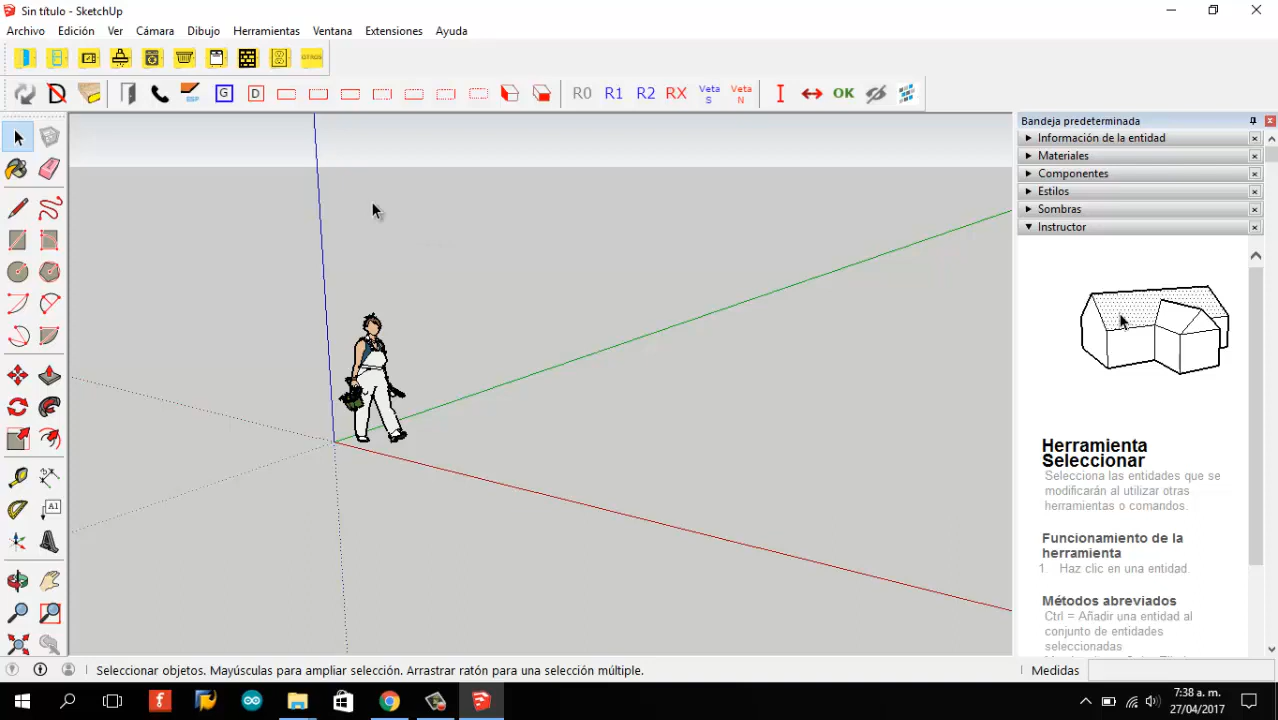 Sin título - SketchUp
Archivo Edición Ver Cámara Dibujo Herramientas Ventana Extensiones Ayuda
OTROS
G D R0 R1 R2 RX Veta S Veta N OK
Bandeja predeterminada
Información de la entidad
Materiales
Componentes
Estilos
Sombras
Instructor
A1
Herramienta
Seleccionar
Selecciona las entidades que se
modificarán al utilizar otras
herramientas o comandos.
Funcionamiento de la
herramienta
1. Haz clic en una entidad
Métodos abreviados
Ctrl = Añadir una entidad al
conjunto de entidades
seleccionadas
Seleccionar objetos. Mayúsculas para ampliar selección. Arrastrar ratón para una selección múltiple.
Medidas
7:38 a. m.
27/04/2017